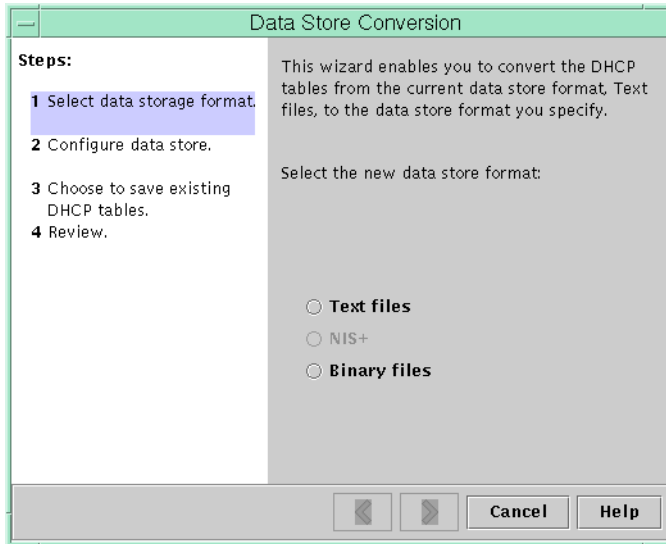 Data Store Conversion
Steps:
1 Select data storage format.
2 Configure data store.
3 Choose to save existing
DHCP tables.
4 Review.
This wizard enables you to convert the DHCP
tables from the current data store format, Text
files, to the data store format you specify.
Select the new data store format:
Text files
NIS+
Binary files
Cancel
Help